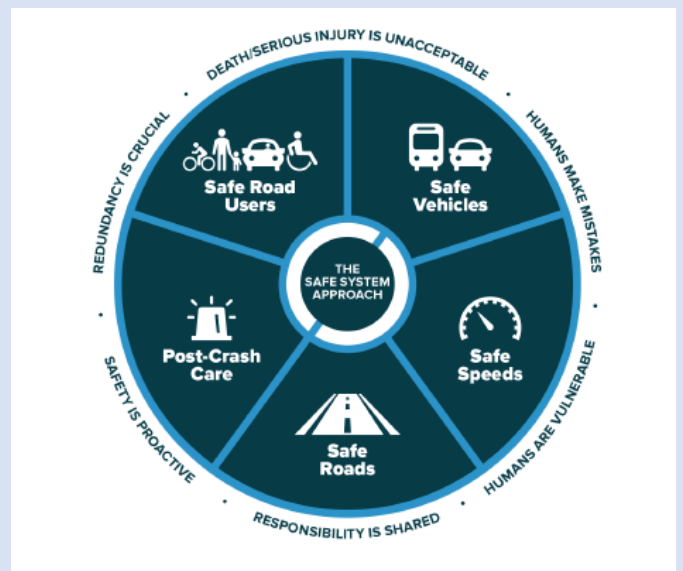 DEATH/SERIOUS INJURY IS UNACCEPTABLE
HUMANS MAKE MISTAKES
HUMANS ARE VULNERABLE
RESPONSIBILITY IS SHARED
SAFETY IS PROACTIVE
REDUNDANCY IS CRUCIAL
Safe Road
Users
Safe
Vehicles
Safe
Speeds
Safe
Roads
Post-Crash
Care
THE
SAFE SYSTEM
APPROACH